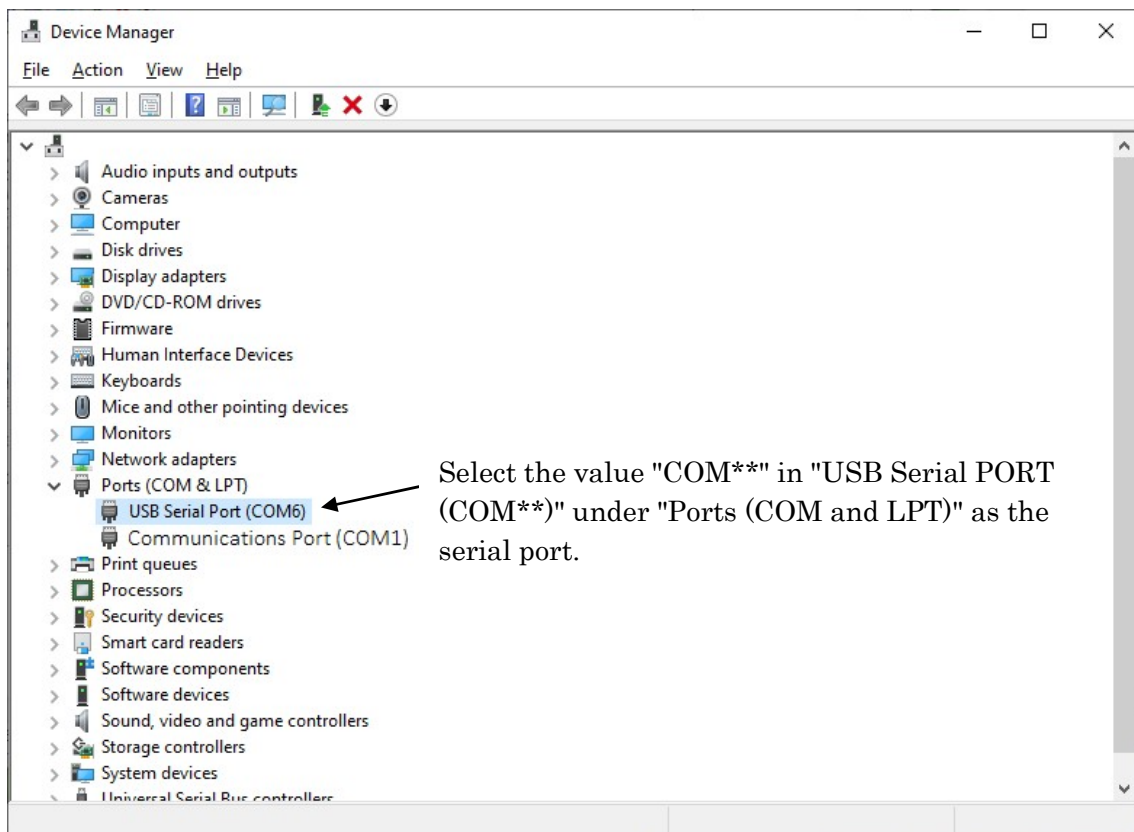 Device Manager
File Action View Help
Audio inputs and outputs
Cameras
Computer
Disk drives
Display adapters
DVD/CD-ROM drives
Firmware
Human Interface Devices
Keyboards
Mice and other pointing devices
Monitors
Network adapters
Ports (COM & LPT)
USB Serial Port (COM6)
Communications Port (COM1)
Select the value "COM**" in "USB Serial PORT
(COM**)" under "Ports (COM and LPT)" as the
serial port.
Print queues
Processors
Security devices
Smart card readers
Software components
Software devices
Sound, video and game controllers
Storage controllers
System devices
Universal Serial Bus controllers